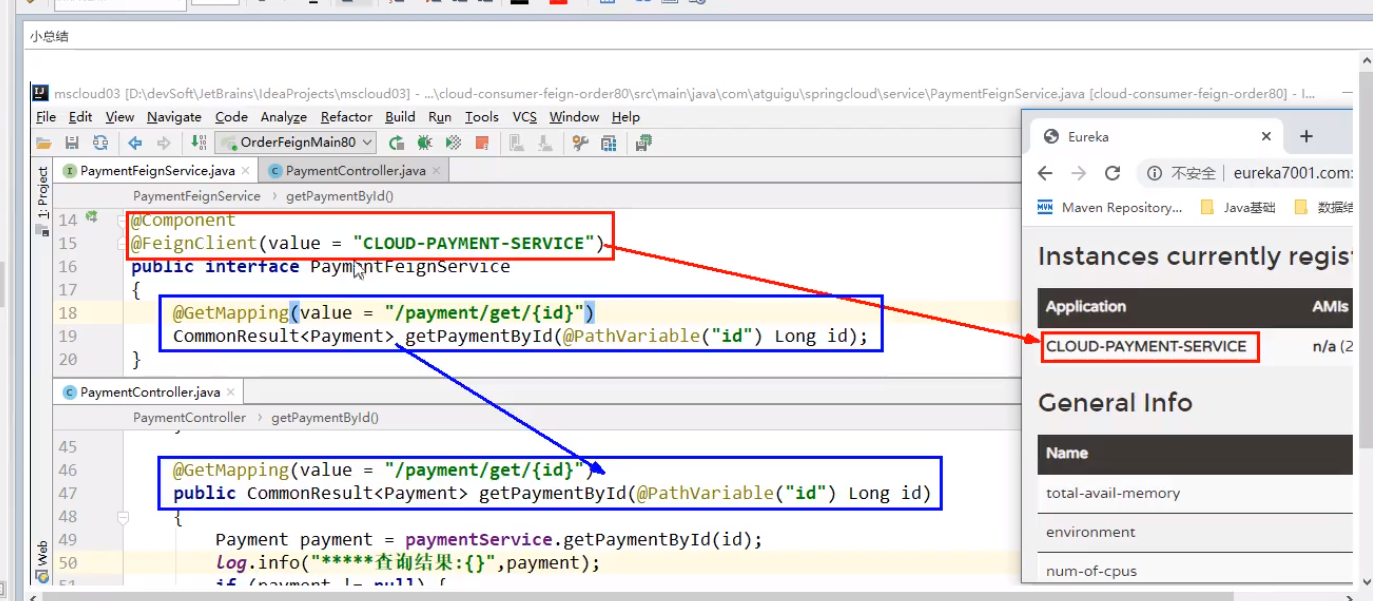 小总结
mscloud03 [D:\devSoft\JetBrains\IdeaProjects\mscloud03] - ...\cloud-consumer-feign-order80\src\main\java\com\atguigu\springcloud\service\PaymentFeignService.java [cloud-consumer-feign-order80] - I...
File Edit View Navigate Code Analyze Refactor Build Run Tools VCS Window Help
OrderFeignMain80
PaymentFeignService.java × PaymentController.java ×
1: Project
PaymentFeignService > getPaymentById()
14 @Component
15 @FeignClient(value = "CLOUD-PAYMENT-SERVICE")
16 public interface PaymentFeignService
17 {
18 @GetMapping(value = "/payment/get/{id}")
19 CommonResult<Payment> getPaymentById(@PathVariable("id") Long id);
20 }
PaymentController.java ×
PaymentController > getPaymentById()
45
46 @GetMapping(value = "/payment/get/{id}")
47 public CommonResult<Payment> getPaymentById(@PathVariable("id") Long id)
48 {
49 Payment payment = paymentService.getPaymentById(id);
50 log.info("*****查询结果:{}",payment);
51 if (payment != null) {
Web
Eureka
不安全 | eureka7001.com:
Maven Repository... Java基础 数据结
Instances currently regist
Application AMIs
CLOUD-PAYMENT-SERVICE n/a (2
General Info
Name
total-avail-memory
environment
num-of-cpus